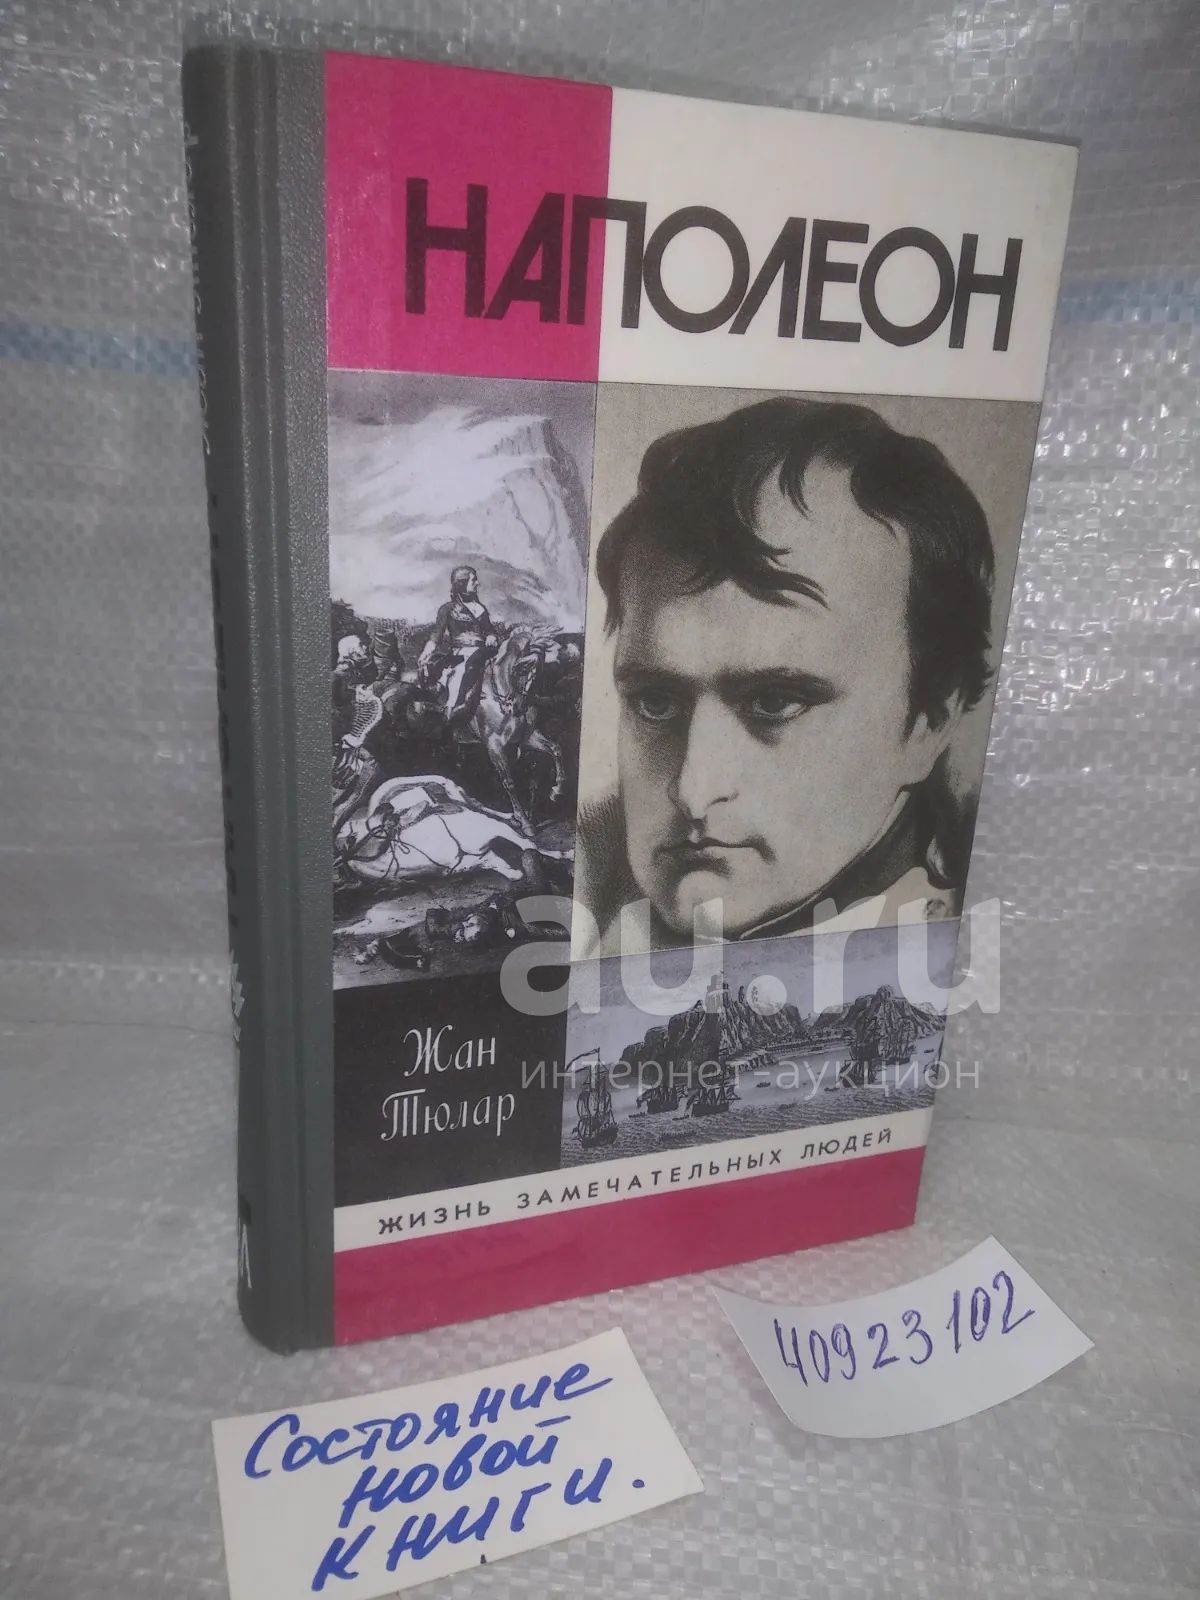 НАПОЛЕОН
Жан
Тюлар
ЖИЗНЬ ЗАМЕЧАТЕЛЬНЫХ ЛЮДЕЙ
au.ru
интернет-аукцион
40923102
Состояние
новой
книги.